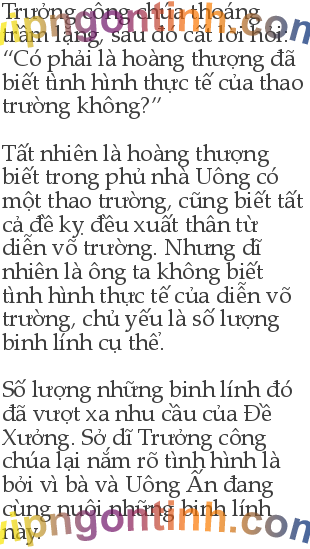 Trưởng công chúa thoáng
trầm lặng, sau đó cất lời hỏi:
“Có phải là hoàng thượng đã
biết tình hình thực tế của thao
trường không?”
Tất nhiên là hoàng thượng
biết trong phủ nhà Uông có
một thao trường, cũng biết tất
cả đề kỵ đều xuất thân từ
diễn võ trường. Nhưng dĩ
nhiên là ông ta không biết
tình hình thực tế của diễn võ
trường, chủ yếu là số lượng
binh lính cụ thể.
Số lượng những binh lính đó
đã vượt xa nhu cầu của Đề
Xưởng. Sở dĩ Trưởng công
chúa lại nắm rõ tình hình là
bởi vì bà và Uông Ấn đang
cùng nuôi những binh lính
này.
vipngontinh.com
vipngontinh.com